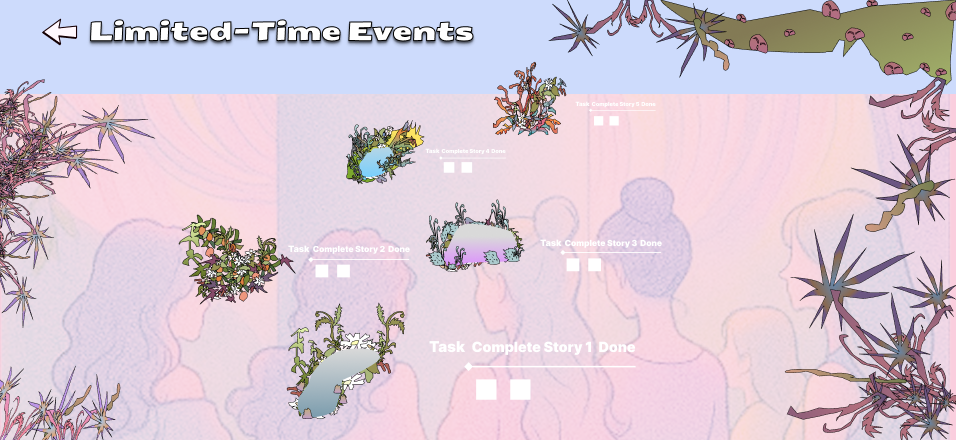 Limited-Time Events
Task Complete Story 5 Done
Task Complete Story 4 Done
Task Complete Story 3 Done
Task Complete Story 2 Done
Task Complete Story 1 Done